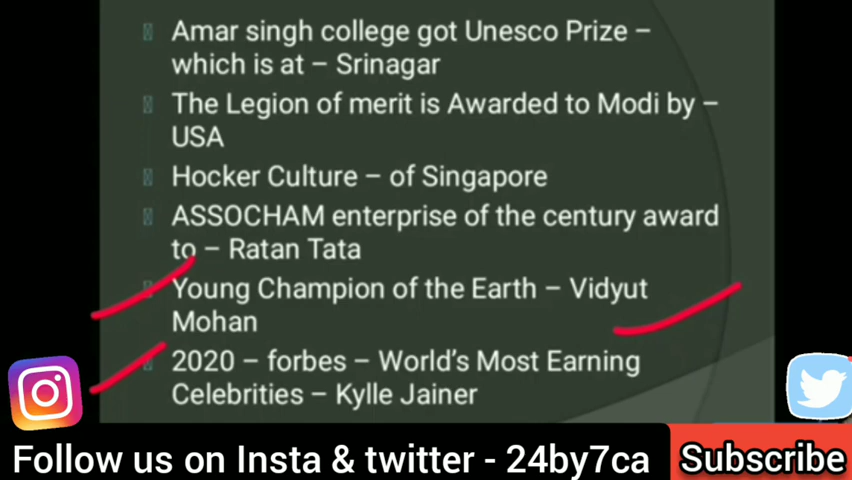 Amar singh college got Unesco Prize –
which is at – Srinagar
The Legion of merit is Awarded to Modi by –
USA
Hocker Culture – of Singapore
ASSOCHAM enterprise of the century award
to – Ratan Tata
Young Champion of the Earth – Vidyut
Mohan
2020 – forbes – World's Most Earning
Celebrities – Kylle Jainer
Follow us on Insta & twitter - 24by7ca
Subscribe